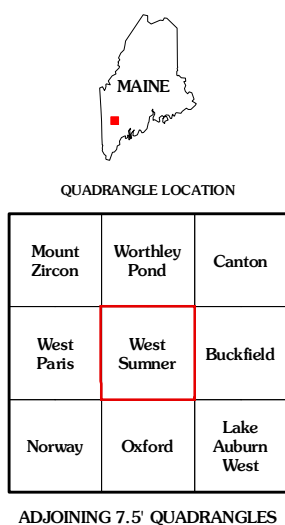 MAINE
QUADRANGLE LOCATION
Mount
Zircon
Worthley
Pond
Canton
West
Paris
West
Sumner
Buckfield
Norway
Oxford
Lake
Auburn
West
ADJOINING 7.5' QUADRANGLES